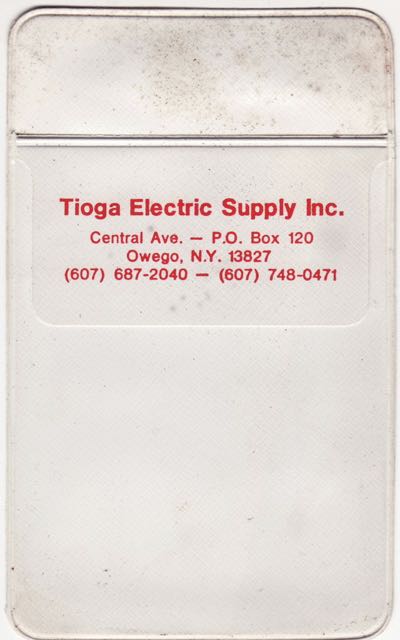 Tioga Electric Supply Inc.
Central Ave. — P.O. Box 120
Owego, N.Y. 13827
(607) 687-2040 — (607) 748-0471